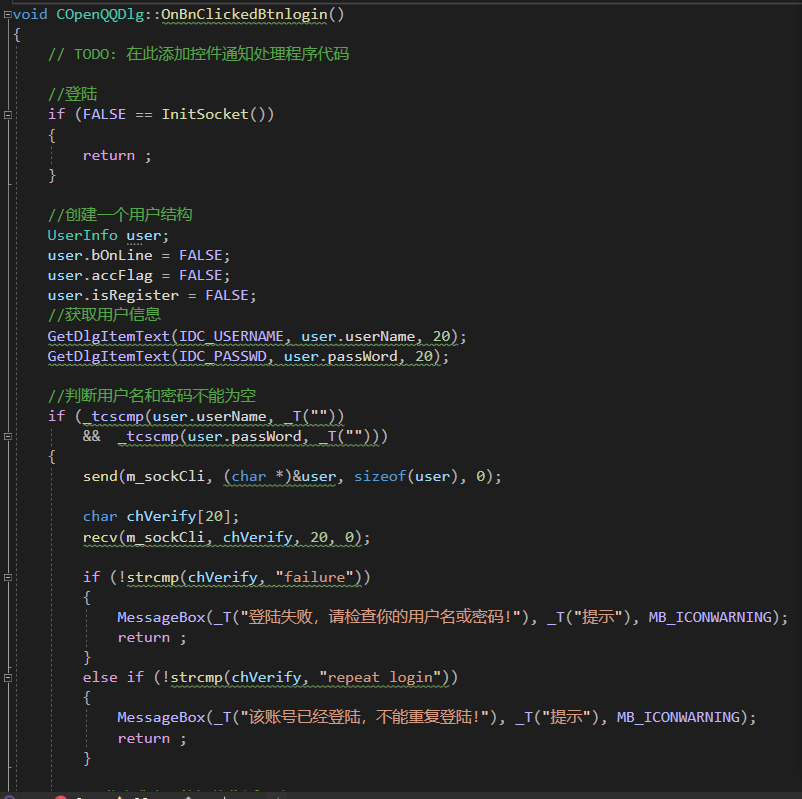 void COpenQQDlg::OnBnClickedBtnlogin()
{
// TODO: 在此添加控件通知处理程序代码
//登陆
if (FALSE == InitSocket())
{
return ;
}
//创建一个用户结构
UserInfo user;
user.bOnLine = FALSE;
user.accFlag = FALSE;
user.isRegister = FALSE;
//获取用户信息
GetDlgItemText(IDC_USERNAME, user.userName, 20);
GetDlgItemText(IDC_PASSWD, user.passWord, 20);
//判断用户名和密码不能为空
if (_tcscmp(user.userName, _T(""))
&& _tcscmp(user.passWord, _T("")))
{
send(m_sockCli, (char *)&user, sizeof(user), 0);
char chVerify[20];
recv(m_sockCli, chVerify, 20, 0);
if (!strcmp(chVerify, "failure"))
{
MessageBox(_T("登陆失败，请检查你的用户名或密码!"), _T("提示"), MB_ICONWARNING);
return ;
}
else if (!strcmp(chVerify, "repeat login"))
{
MessageBox(_T("该账号已经登陆，不能重复登陆!"), _T("提示"), MB_ICONWARNING);
return ;
}